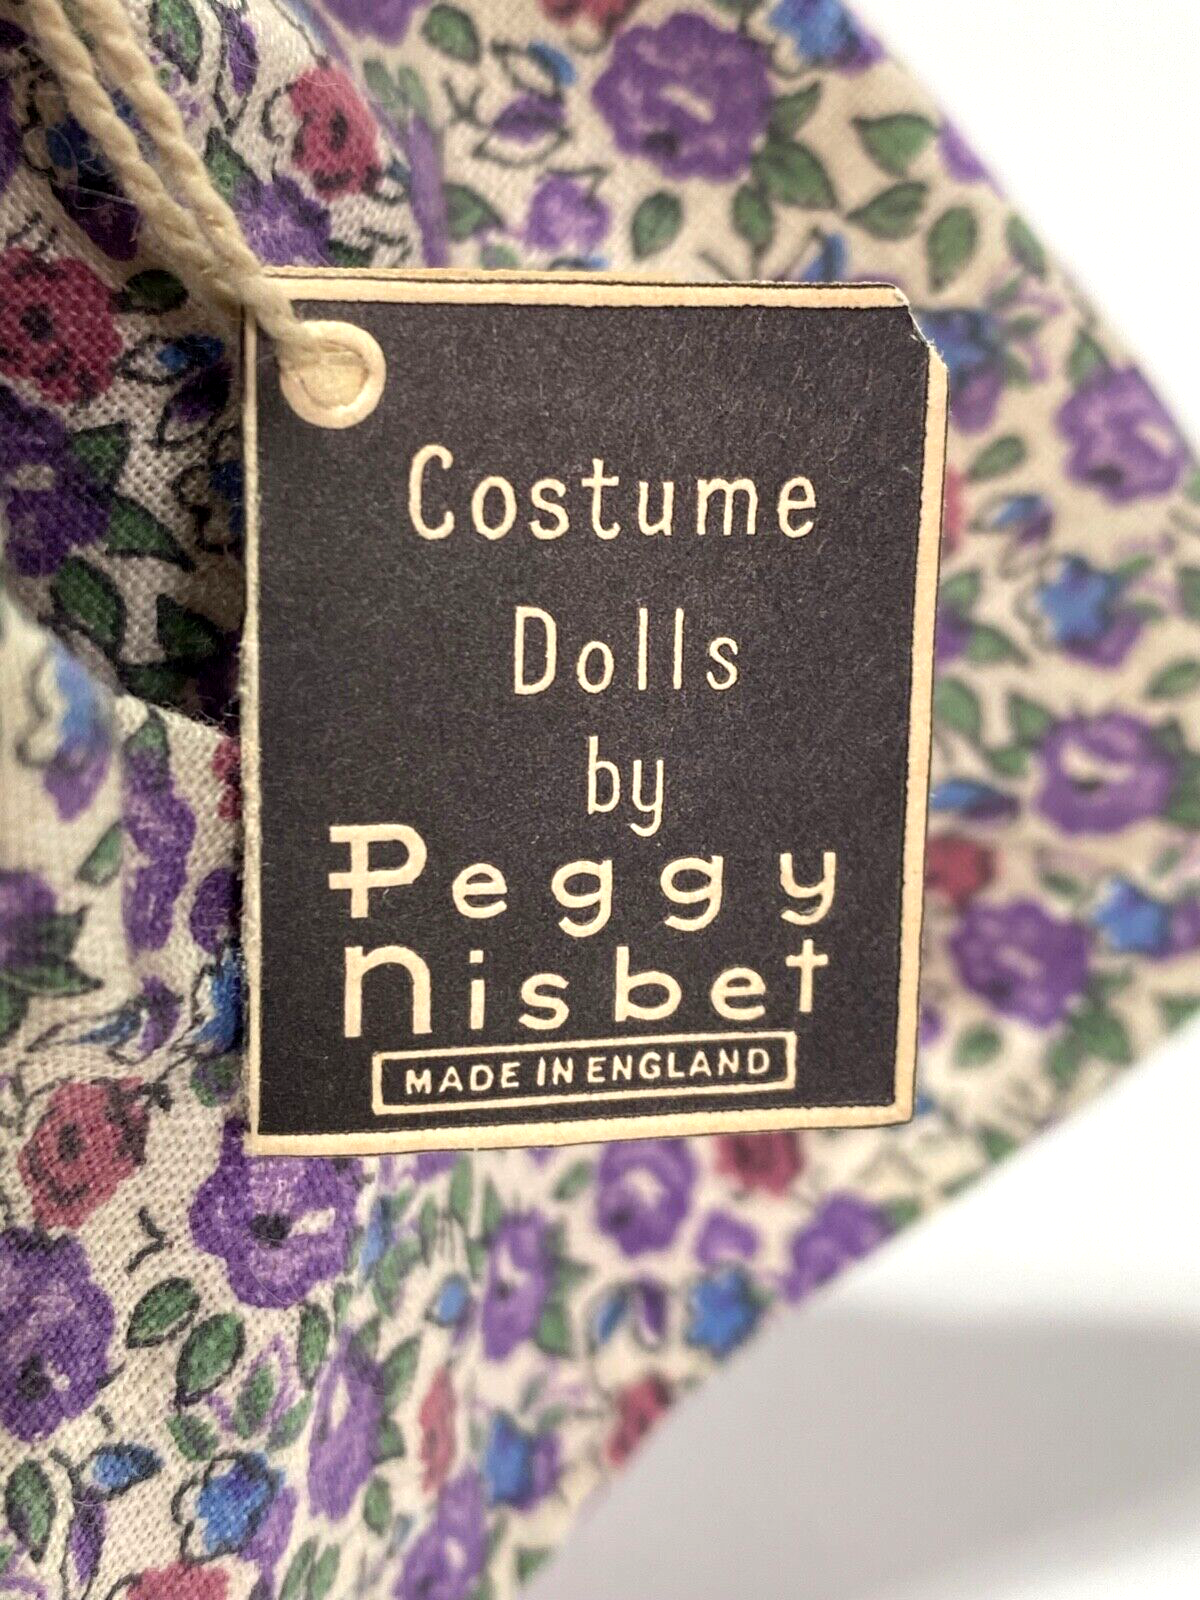 Costume
Dolls
by
Peggy
nisbet
MADE IN ENGLAND